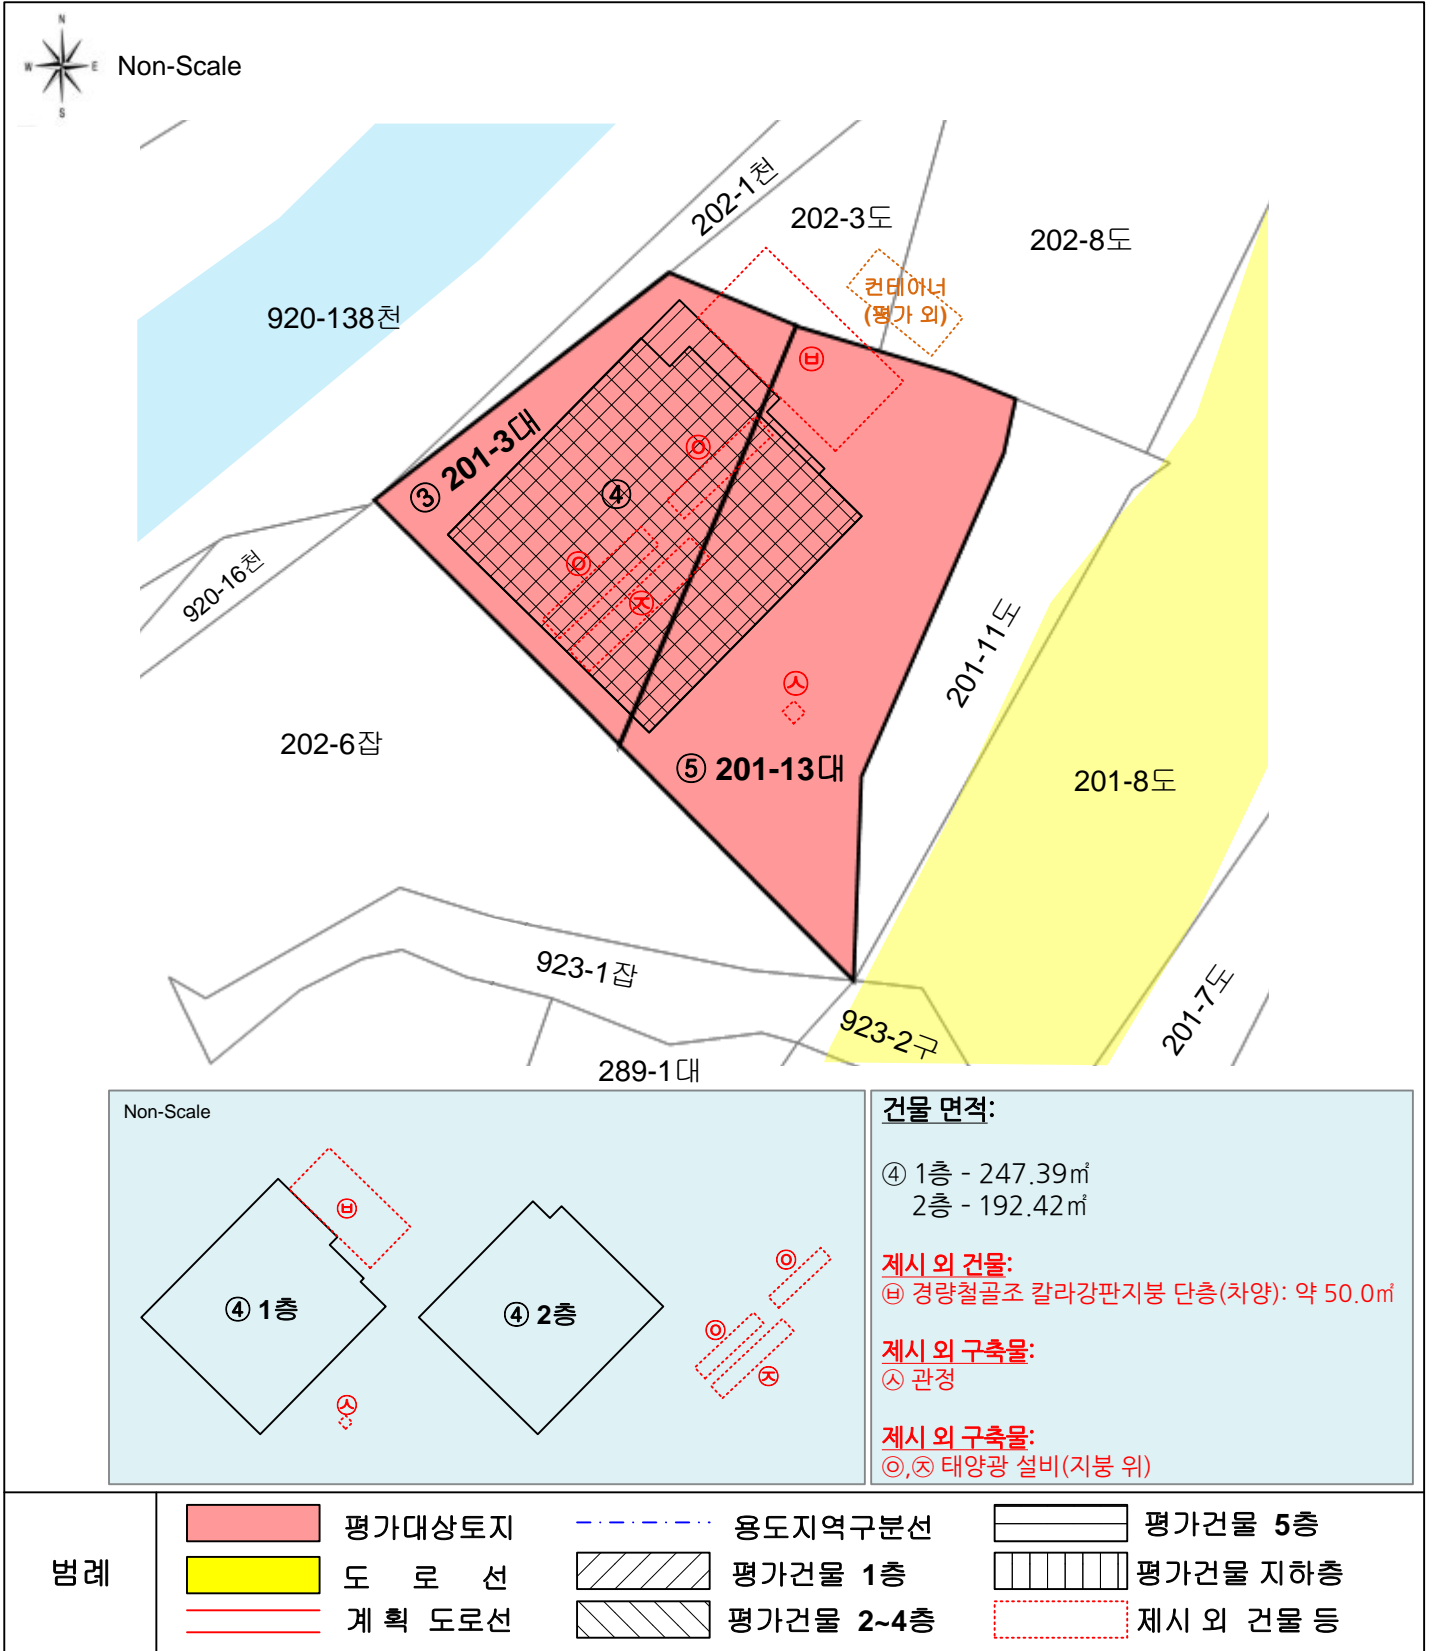 N
W E
S
Non-Scale
202-1천
202-3도
202-8도
컨테이너
(평가 외)
920-138천
㉥
③ 201-3대
㉧
④
㉧
㉨
920-16천
201-11도
㉦
202-6잡
⑤ 201-13대
201-8도
923-1잡
923-2구
201-7도
289-1대
Non-Scale
㉥
④ 1층
㉦
④ 2층
㉧
㉧
㉨
건물 면적:
④ 1층 - 247.39㎡
2층 - 192.42㎡
제시 외 건물:
㉥ 경량철골조 칼라강판지붕 단층(차양): 약 50.0㎡
제시 외 구축물:
㉦ 관정
제시 외 구축물:
㉧,㉨ 태양광 설비(지붕 위)
범례
평가대상토지
용도지역구분선
평가건물 5층
도 로 선
평가건물 1층
평가건물 지하층
계획 도로선
평가건물 2~4층
제시 외 건물 등